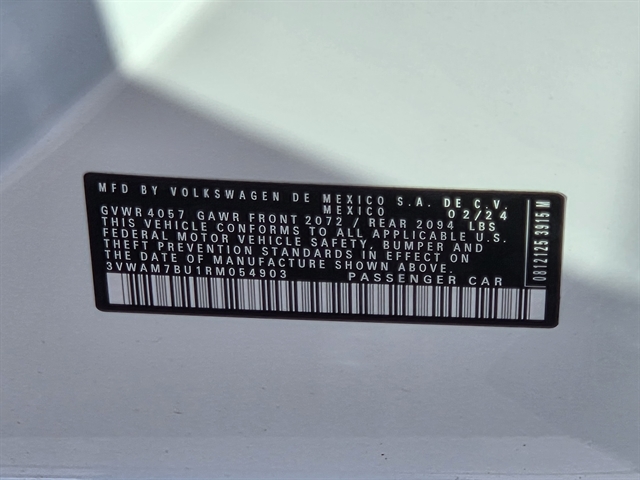 MFD BY VOLKSWAGEN DE MEXICO S.A. DE C.V.
MEXICO 02/24
GVWR 4057 GAWR FRONT 2072 / REAR 2094 LBS
THIS VEHICLE CONFORMS TO ALL APPLICABLE U.S.
FEDERAL MOTOR VEHICLE SAFETY, BUMPER AND
THEFT PREVENTION STANDARDS IN EFFECT ON
THE DATE OF MANUFACTURE SHOWN ABOVE.
3VWAM7BU1RM054903 PASSENGER CAR
0812125 3915 M